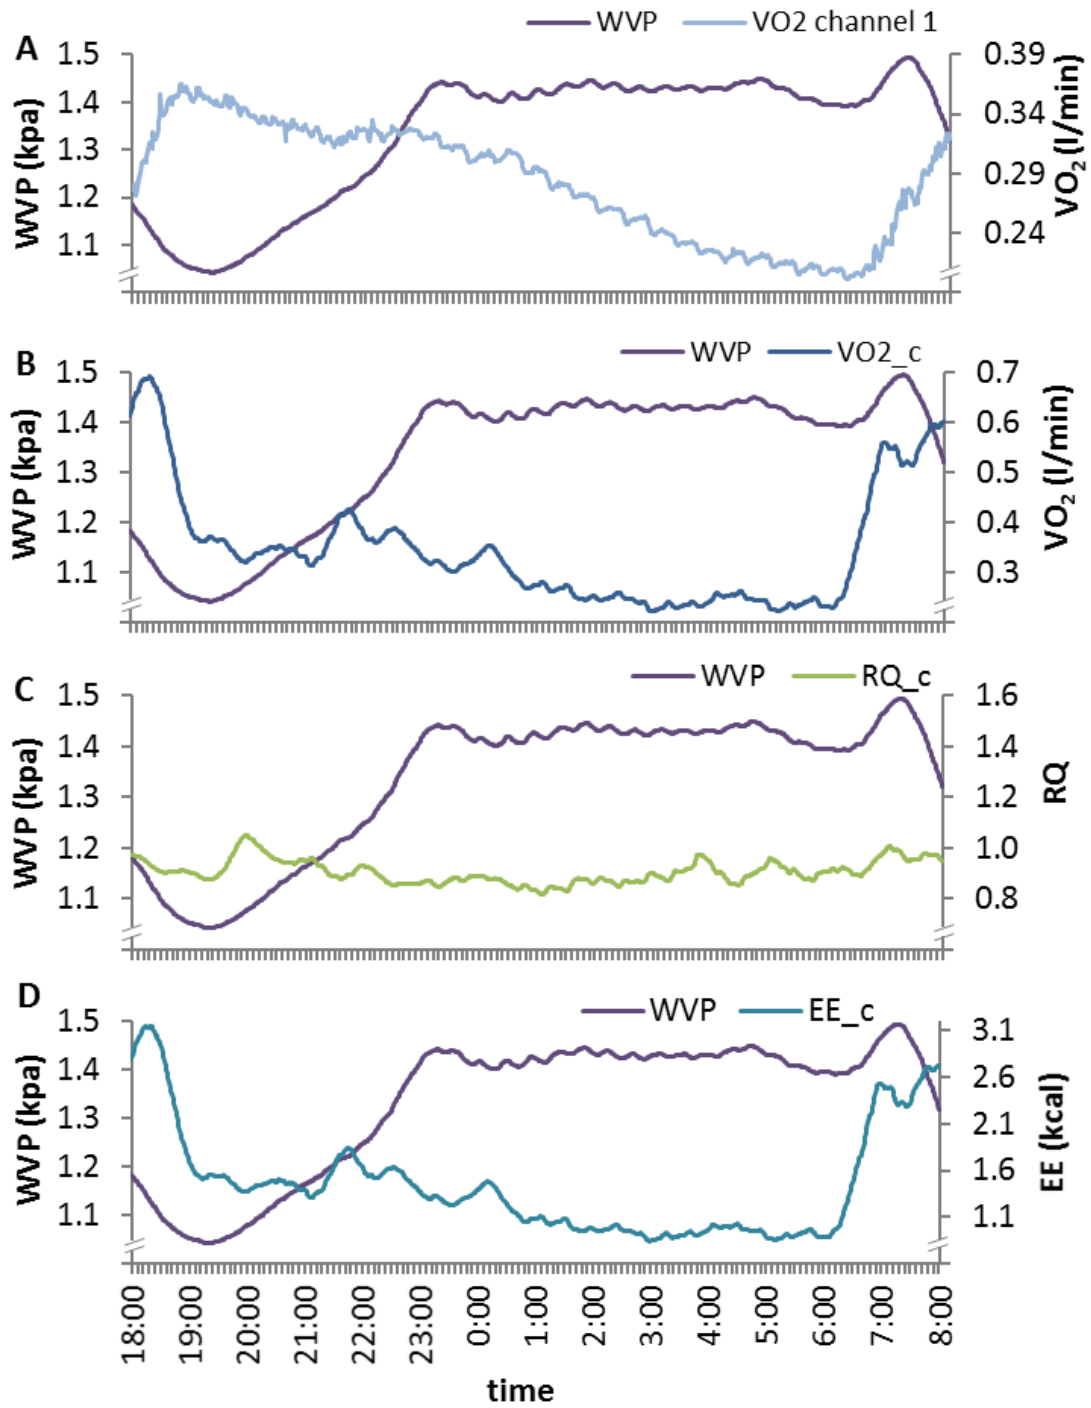 WVP VO2 channel 1
A
1.5
1.4
1.3
1.2
1.1
WVP (kpa)
0.39
0.34
0.29
0.24
VO2 (l/min)
WVP VO2_c
B
1.5
1.4
1.3
1.2
1.1
WVP (kpa)
0.7
0.6
0.5
0.4
0.3
VO2 (l/min)
WVP RQ_c
C
1.5
1.4
1.3
1.2
1.1
WVP (kpa)
1.6
1.4
1.2
1.0
0.8
RQ
WVP EE_c
D
1.5
1.4
1.3
1.2
1.1
WVP (kpa)
3.1
2.6
2.1
1.6
1.1
EE (kcal)
18:00 19:00 20:00 21:00 22:00 23:00 0:00 1:00 2:00 3:00 4:00 5:00 6:00 7:00 8:00
time